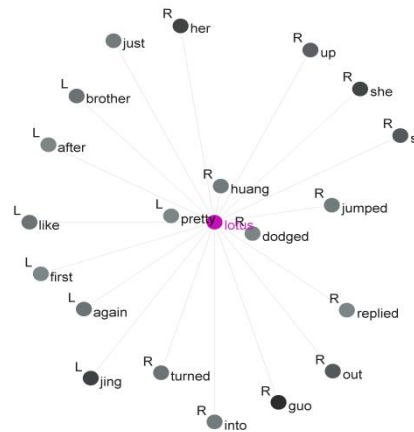 R her
L just
R up
L brother
R she
R s
L after
R huang
L pretty
R jumped
L like
lotus
R dodged
L first
L again
R replied
L jing
R turned
R out
R guo
R into